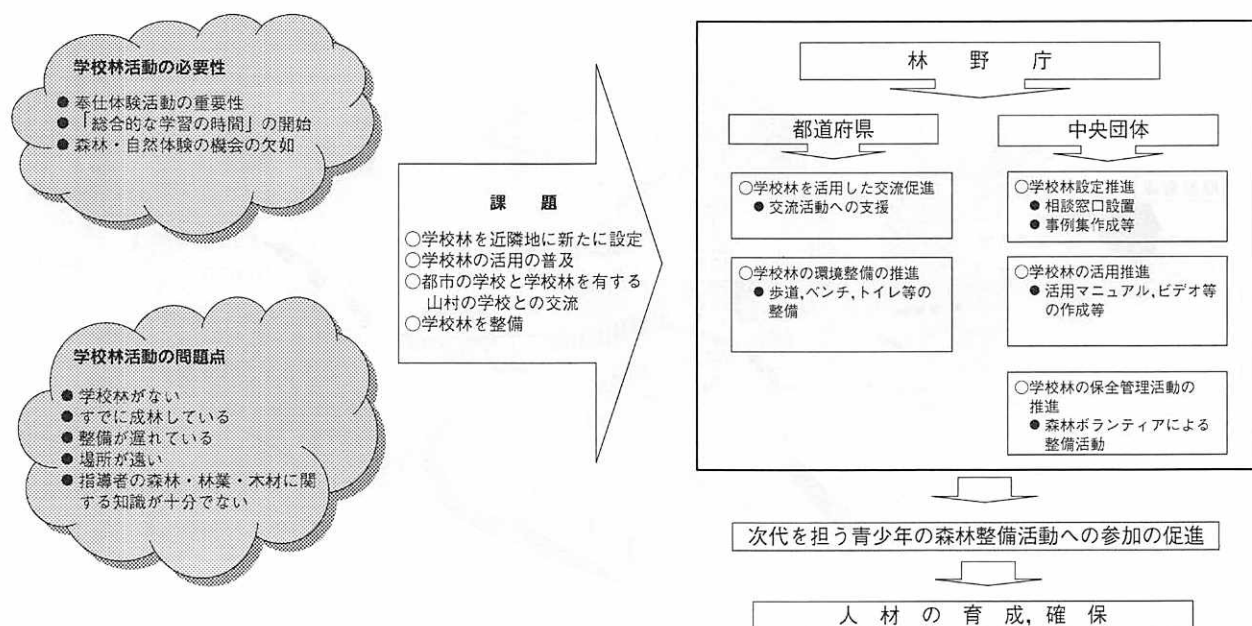 学校林活動の必要性
● 奉仕体験活動の重要性
● 「総合的な学習の時間」の開始
● 森林・自然体験の機会の欠如
学校林活動の問題点
● 学校林がない
● すでに成林している
● 整備が遅れている
● 場所が遠い
● 指導者の森林・林業・木材に関
する知識が十分でない
課題
○学校林を近隣地に新たに設定
○学校林の活用の普及
○都市の学校と学校林を有する
山村の学校との交流
○学校林を整備
林野庁
都道府県
○学校林を活用した交流促進
● 交流活動への支援
○学校林の環境整備の推進
● 歩道,ベンチ,トイレ等の
整備
中央団体
○学校林設定推進
● 相談窓口設置
● 事例集作成等
○学校林の活用推進
● 活用マニュアル,ビデオ等
の作成等
○学校林の保全管理活動の
推進
● 森林ボランティアによる
整備活動
次代を担う青少年の森林整備活動への参加の促進
人材の育成,確保